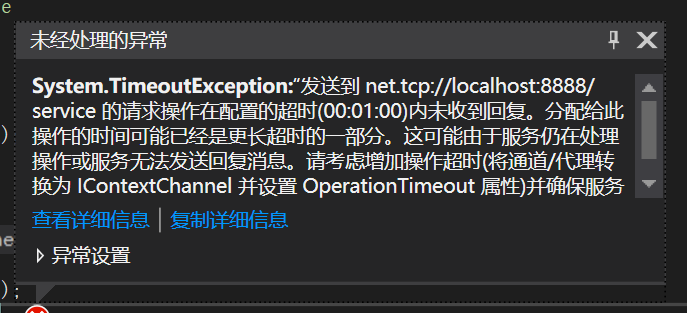 e
未经处理的异常
System.TimeoutException:“发送到 net.tcp://localhost:8888/
service 的请求操作在配置的超时(00:01:00)内未收到回复。分配给此
操作的时间可能已经是更长超时的一部分。这可能由于服务仍在处理
操作或服务无法发送回复消息。请考虑增加操作超时(将通道/代理转
换为 IContextChannel 并设置 OperationTimeout 属性)并确保服务
)
查看详细信息 | 复制详细信息
ne
异常设置
);